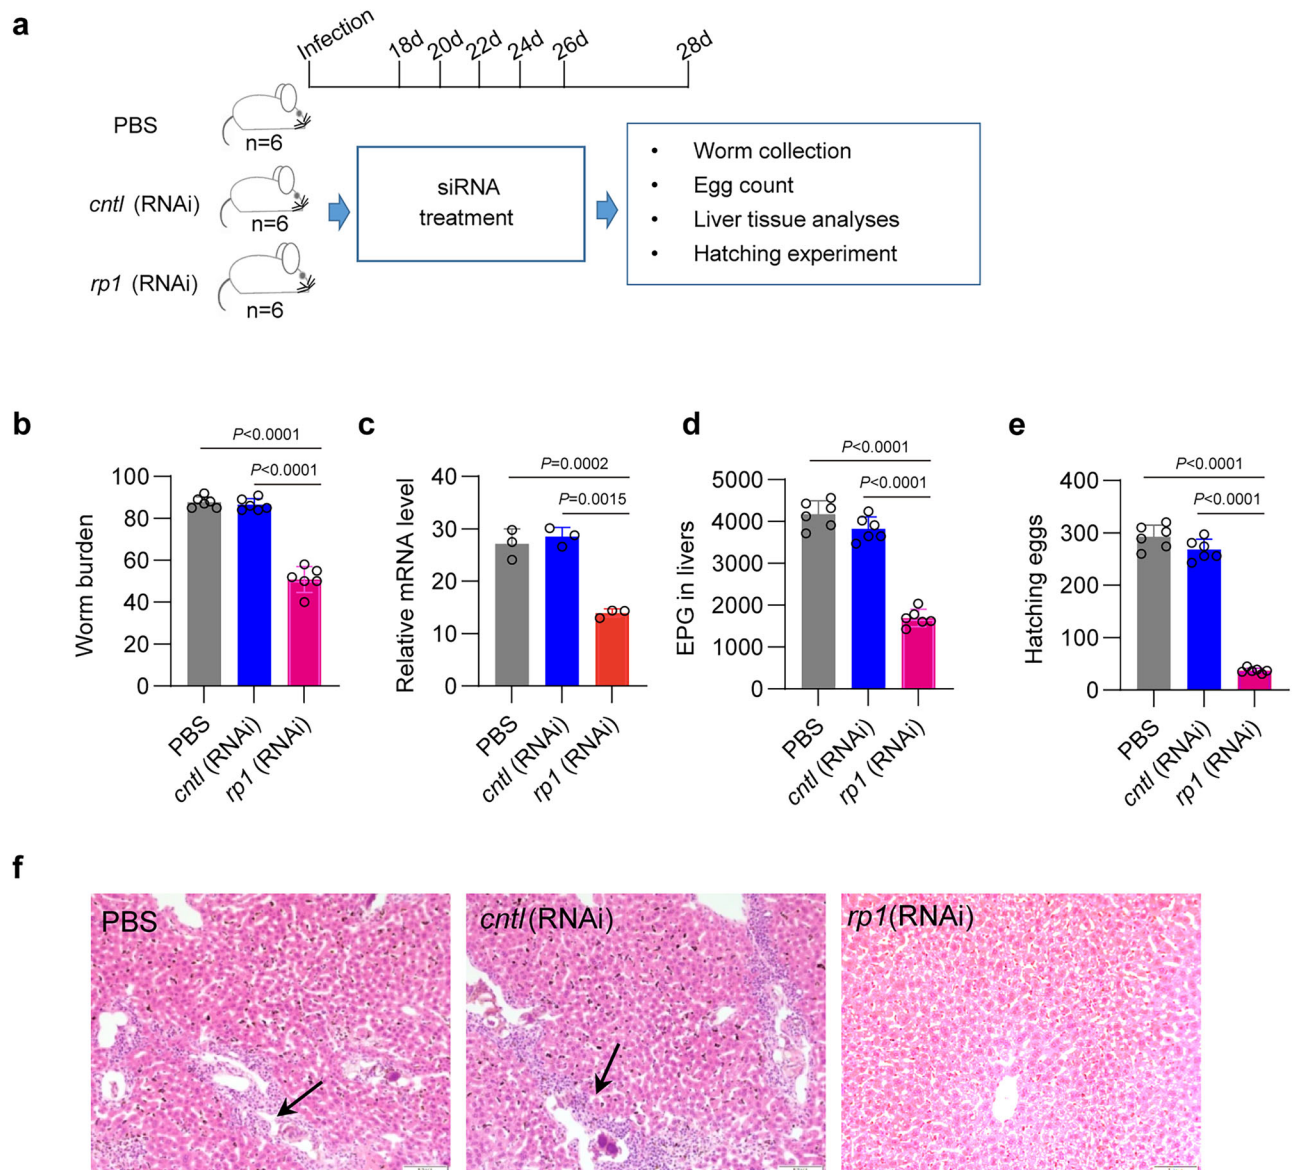 a
Infection 18d 20d 22d 24d 26d 28d
PBS
n=6
cntl (RNAi)
n=6
rp1 (RNAi)
n=6
siRNA
treatment
• Worm collection
• Egg count
• Liver tissue analyses
• Hatching experiment
b
P<0.0001
P<0.0001
Worm burden
100
80
60
40
20
0
PBS
cntl (RNAi)
rp1 (RNAi)
c
P=0.0002
P=0.0015
Relative mRNA level
40
30
20
10
0
PBS
cntl (RNAi)
rp1 (RNAi)
d
P<0.0001
P<0.0001
EPG in livers
5000
4000
3000
2000
1000
0
PBS
cntl (RNAi)
rp1 (RNAi)
e
P<0.0001
P<0.0001
Hatching eggs
400
300
200
100
0
PBS
cntl (RNAi)
rp1 (RNAi)
f
PBS
cntl (RNAi)
rp1(RNAi)